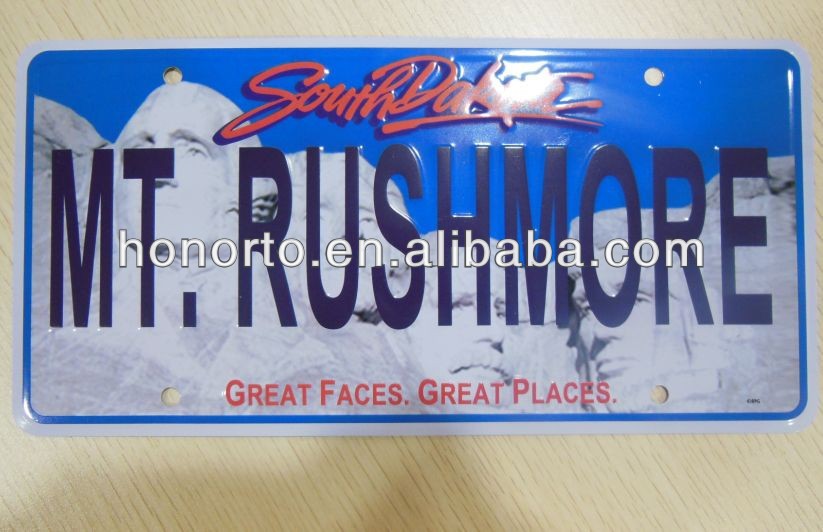 South Dakota
MT. RUSHMORE
honorto.en.alibaba.com
GREAT FACES. GREAT PLACES.